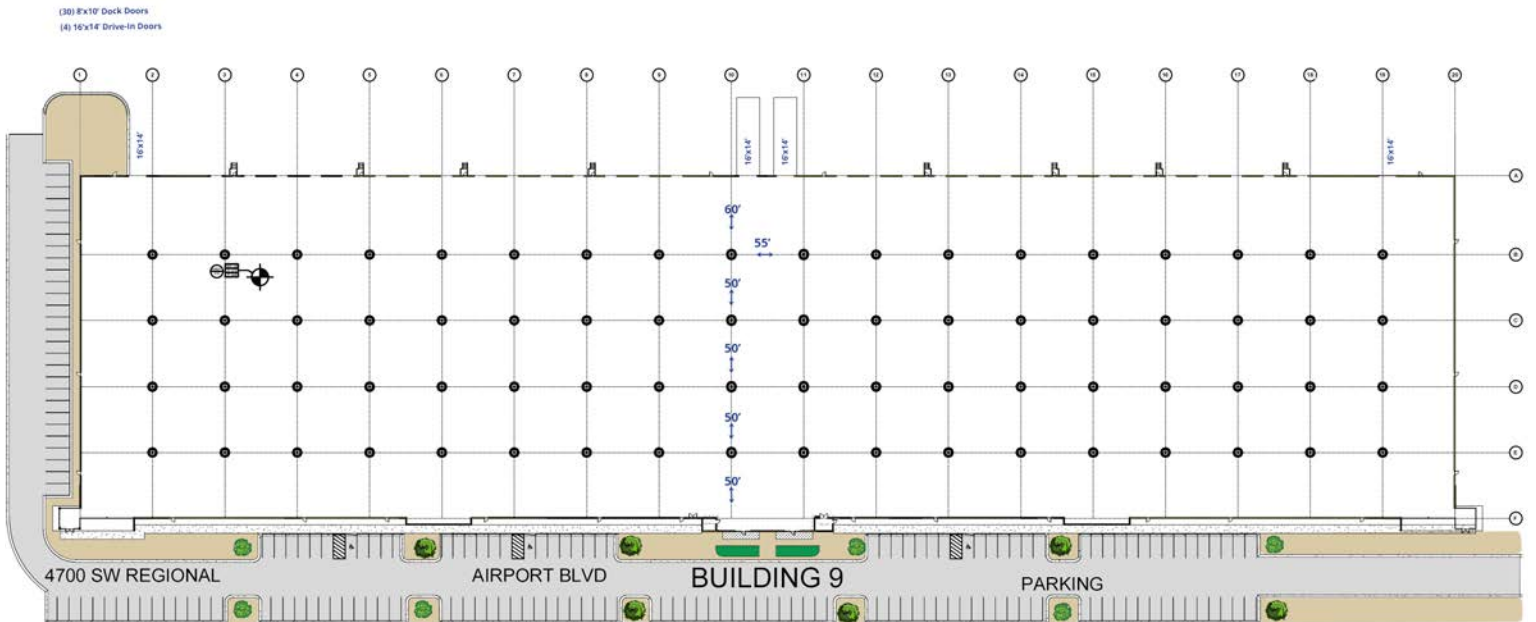 (30) 8'x10' Dock Doors
(4) 16'x14' Drive-In Doors
1 2 3 4 5 6 7 8 9 10 11 12 13 14 15 16 17 18 19 20
16'x14' 16'x14' 16'x14' 16'x14'
A
60'
55'
B
50'
C
50'
D
50'
E
50'
F
4700 SW REGIONAL AIRPORT BLVD BUILDING 9 PARKING